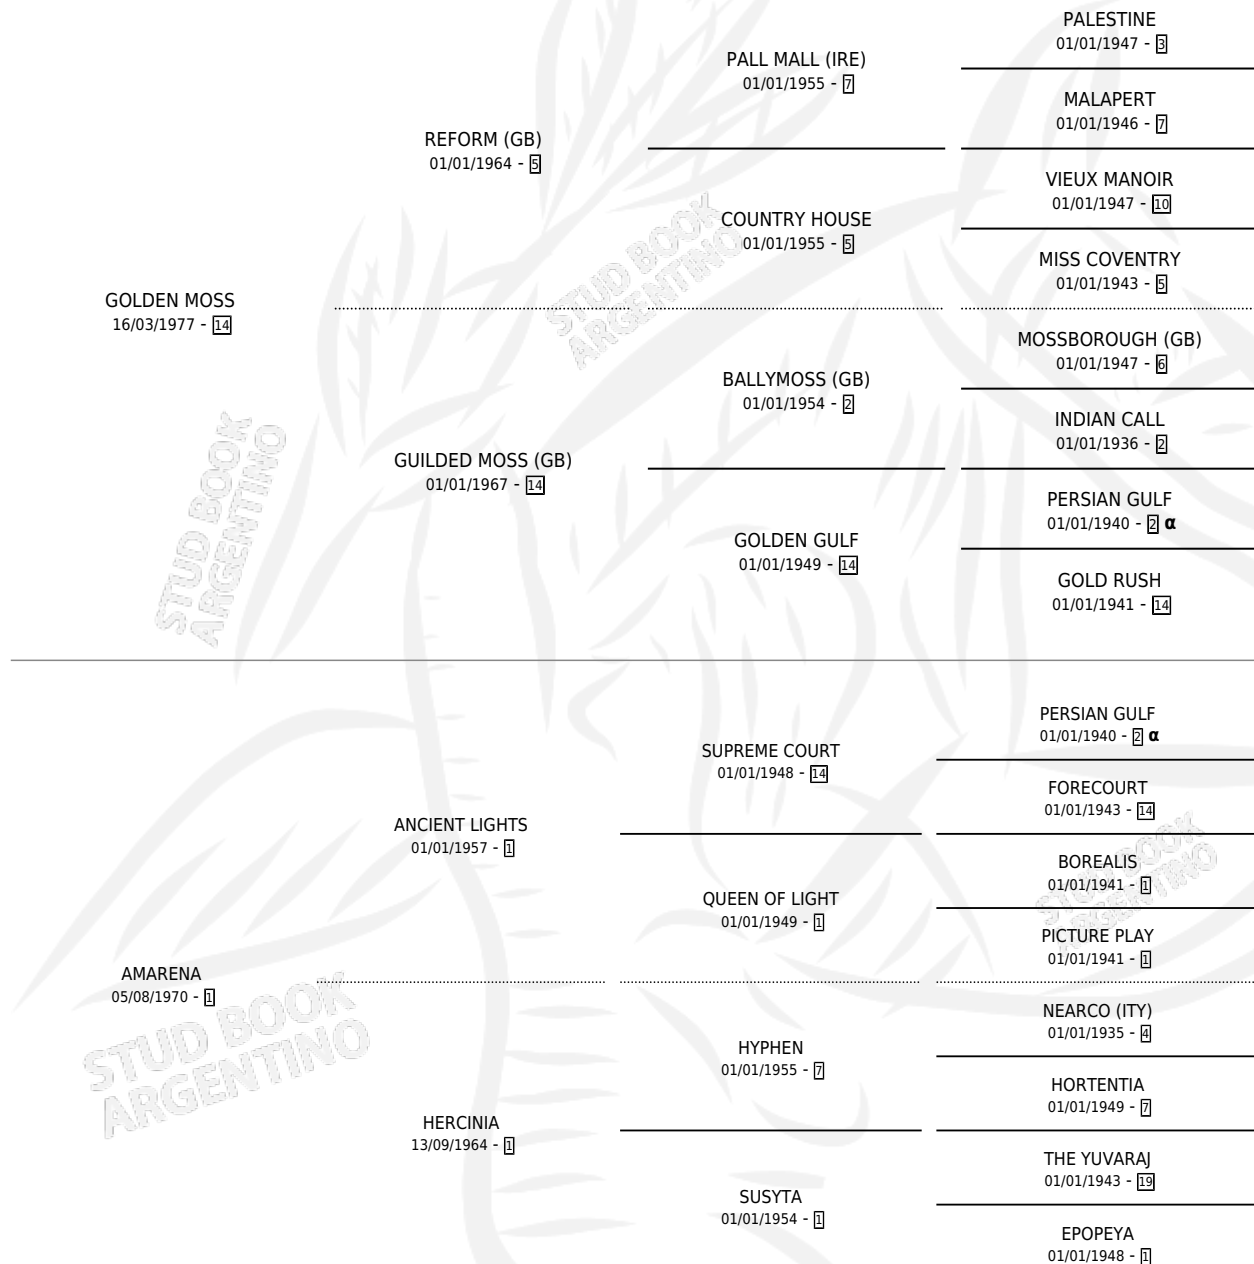 PALESTINE
01/01/1947 - 3
PALL MALL (IRE)
01/01/1955 - 7
MALAPERT
01/01/1946 - 7
REFORM (GB)
01/01/1964 - 5
VIEUX MANOIR
01/01/1947 - 10
COUNTRY HOUSE
01/01/1955 - 5
MISS COVENTRY
01/01/1943 - 5
GOLDEN MOSS
16/03/1977 - 14
MOSSBOROUGH (GB)
01/01/1947 - 6
BALLYMOSS (GB)
01/01/1954 - 2
INDIAN CALL
01/01/1936 - 2
GUILDED MOSS (GB)
01/01/1967 - 14
PERSIAN GULF
01/01/1940 - 2 α
GOLDEN GULF
01/01/1949 - 14
GOLD RUSH
01/01/1941 - 14
PERSIAN GULF
01/01/1940 - 2 α
SUPREME COURT
01/01/1948 - 14
FORECOURT
01/01/1943 - 14
ANCIENT LIGHTS
01/01/1957 - 1
BOREALIS
01/01/1941 - 1
QUEEN OF LIGHT
01/01/1949 - 1
PICTURE PLAY
01/01/1941 - 1
AMARENA
05/08/1970 - 1
NEARCO (ITY)
01/01/1935 - 4
HYPHEN
01/01/1955 - 7
HORTENTIA
01/01/1949 - 7
HERCINIA
13/09/1964 - 1
THE YUVARAJ
01/01/1943 - 19
SUSYTA
01/01/1954 - 1
EPOPEYA
01/01/1948 - 1
STUD BOOK
ARGENTINO
STUD BOOK
ARGENTINO
STUD BOOK
ARGENTINO
STUD BOOK
ARGENTINO